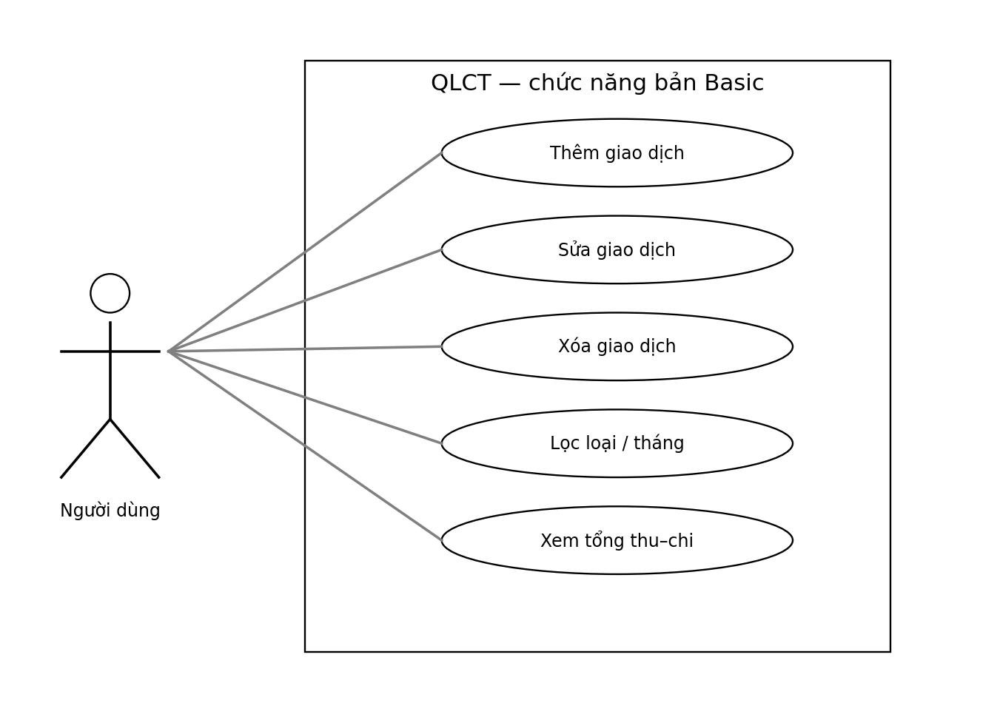 QLCT — chức năng bản Basic
Thêm giao dịch
Sửa giao dịch
Xóa giao dịch
Lọc loại / tháng
Xem tổng thu–chi
Người dùng